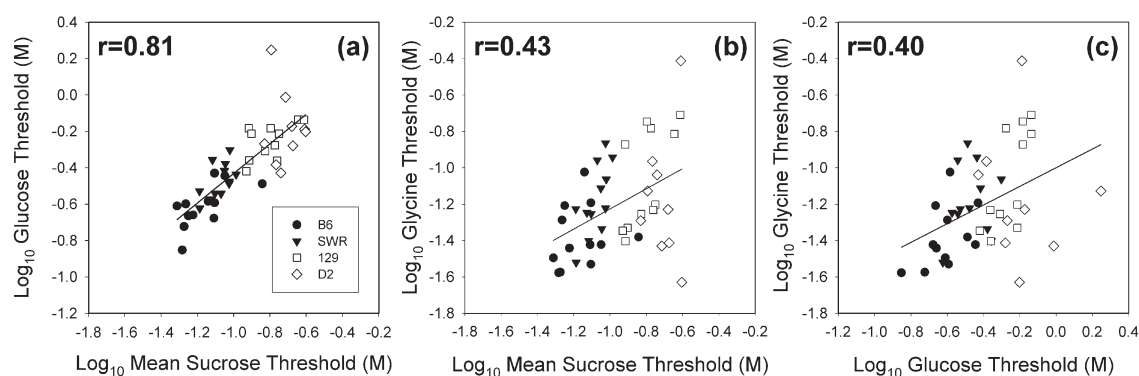 r=0.81 (a)
Log10 Glucose Threshold (M)
0.4
0.2
0.0
-0.2
-0.4
-0.6
-0.8
-1.0
-1.2
B6
SWR
129
D2
-1.8 -1.6 -1.4 -1.2 -1.0 -0.8 -0.6 -0.4 -0.2
Log10 Mean Sucrose Threshold (M)
r=0.43 (b)
Log10 Glycine Threshold (M)
-0.2
-0.4
-0.6
-0.8
-1.0
-1.2
-1.4
-1.6
-1.8
-1.8 -1.6 -1.4 -1.2 -1.0 -0.8 -0.6 -0.4 -0.2
Log10 Mean Sucrose Threshold (M)
r=0.40 (c)
Log10 Glycine Threshold (M)
-0.2
-0.4
-0.6
-0.8
-1.0
-1.2
-1.4
-1.6
-1.8
-1.2 -1.0 -0.8 -0.6 -0.4 -0.2 0.0 0.2 0.4
Log10 Glucose Threshold (M)